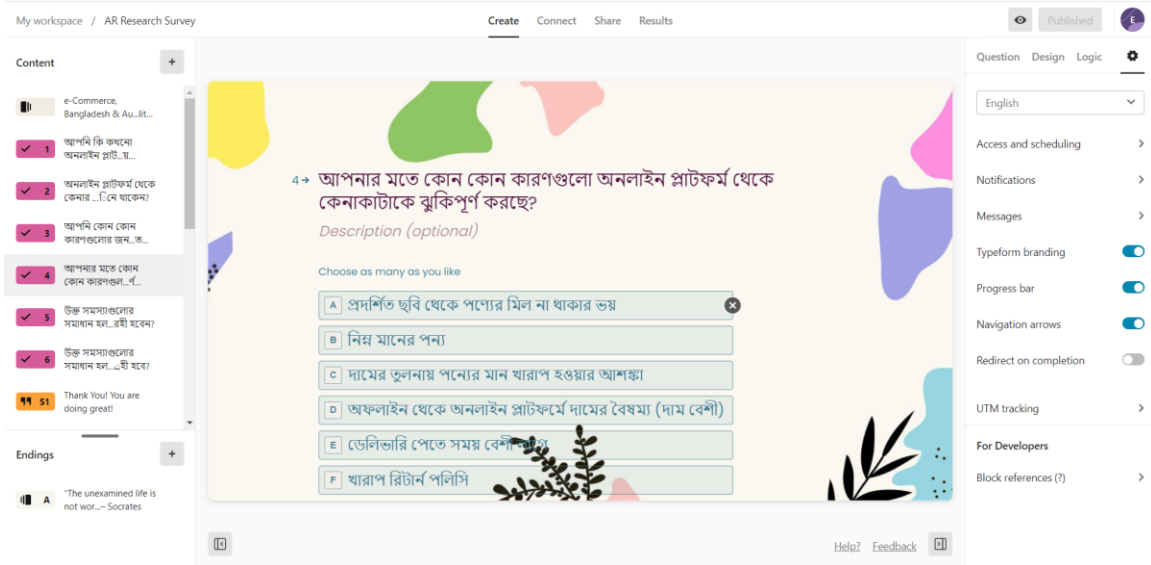 My workspace / AR Research Survey
Create Connect Share Results
Published
E
Content
+
e-Commerce,
Bangladesh & Au...lit...
1 আপনি কি কখনো
অনলাইন প্লাট...য়...
2 অনলাইন প্লাটফর্ম থেকে
কেনার ...িনে থাকেন?
3 আপনি কোন কোন
কারণগুলোর জন...ত...
4 আপনার মতে কোন
কোন কারণগুল...র্ণ...
5 উক্ত সমস্যাগুলোর
সমাধান হল...রহী হবেন?
6 উক্ত সমস্যাগুলোর
সমাধান হল...্রহী হবে?
S1 Thank You! You are
doing great!
Endings
+
A "The unexamined life is
not wor...– Socrates
4→ আপনার মতে কোন কোন কারণগুলো অনলাইন প্লাটফর্ম থেকে
কেনাকাটাকে ঝুকিপূর্ণ করছে?
Description (optional)
Choose as many as you like
A প্রদর্শিত ছবি থেকে পণ্যের মিল না থাকার ভয়
B নিম্ন মানের পন্য
C দামের তুলনায় পন্যের মান খারাপ হওয়ার আশঙ্কা
D অফলাইন থেকে অনলাইন প্লাটফর্মে দামের বৈষম্য (দাম বেশী)
E ডেলিভারি পেতে সময় বেশী লাগে
F খারাপ রিটার্ন পলিসি
Help? Feedback
Question Design Logic
English
Access and scheduling
Notifications
Messages
Typeform branding
Progress bar
Navigation arrows
Redirect on completion
UTM tracking
For Developers
Block references (?)